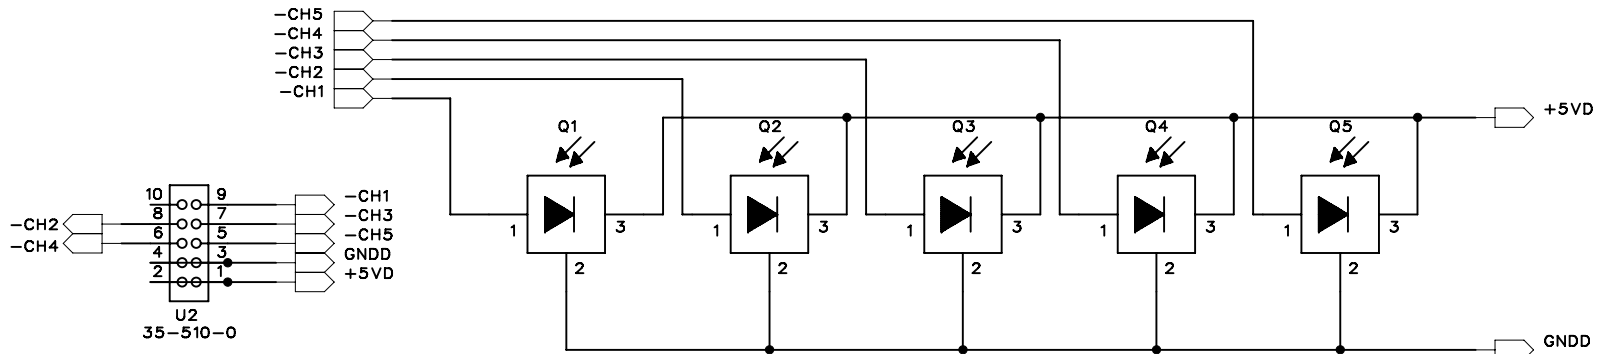 -CH5
-CH4
-CH3
-CH2
-CH1
+5VD
Q1
Q2
Q3
Q4
Q5
1
3
2
1
3
2
1
3
2
1
3
2
1
3
2
GNDD
10 9 -CH1
-CH2 8 7 -CH3
-CH4 6 5 -CH5
4 3 GNDD
2 1 +5VD
U2
35-510-0